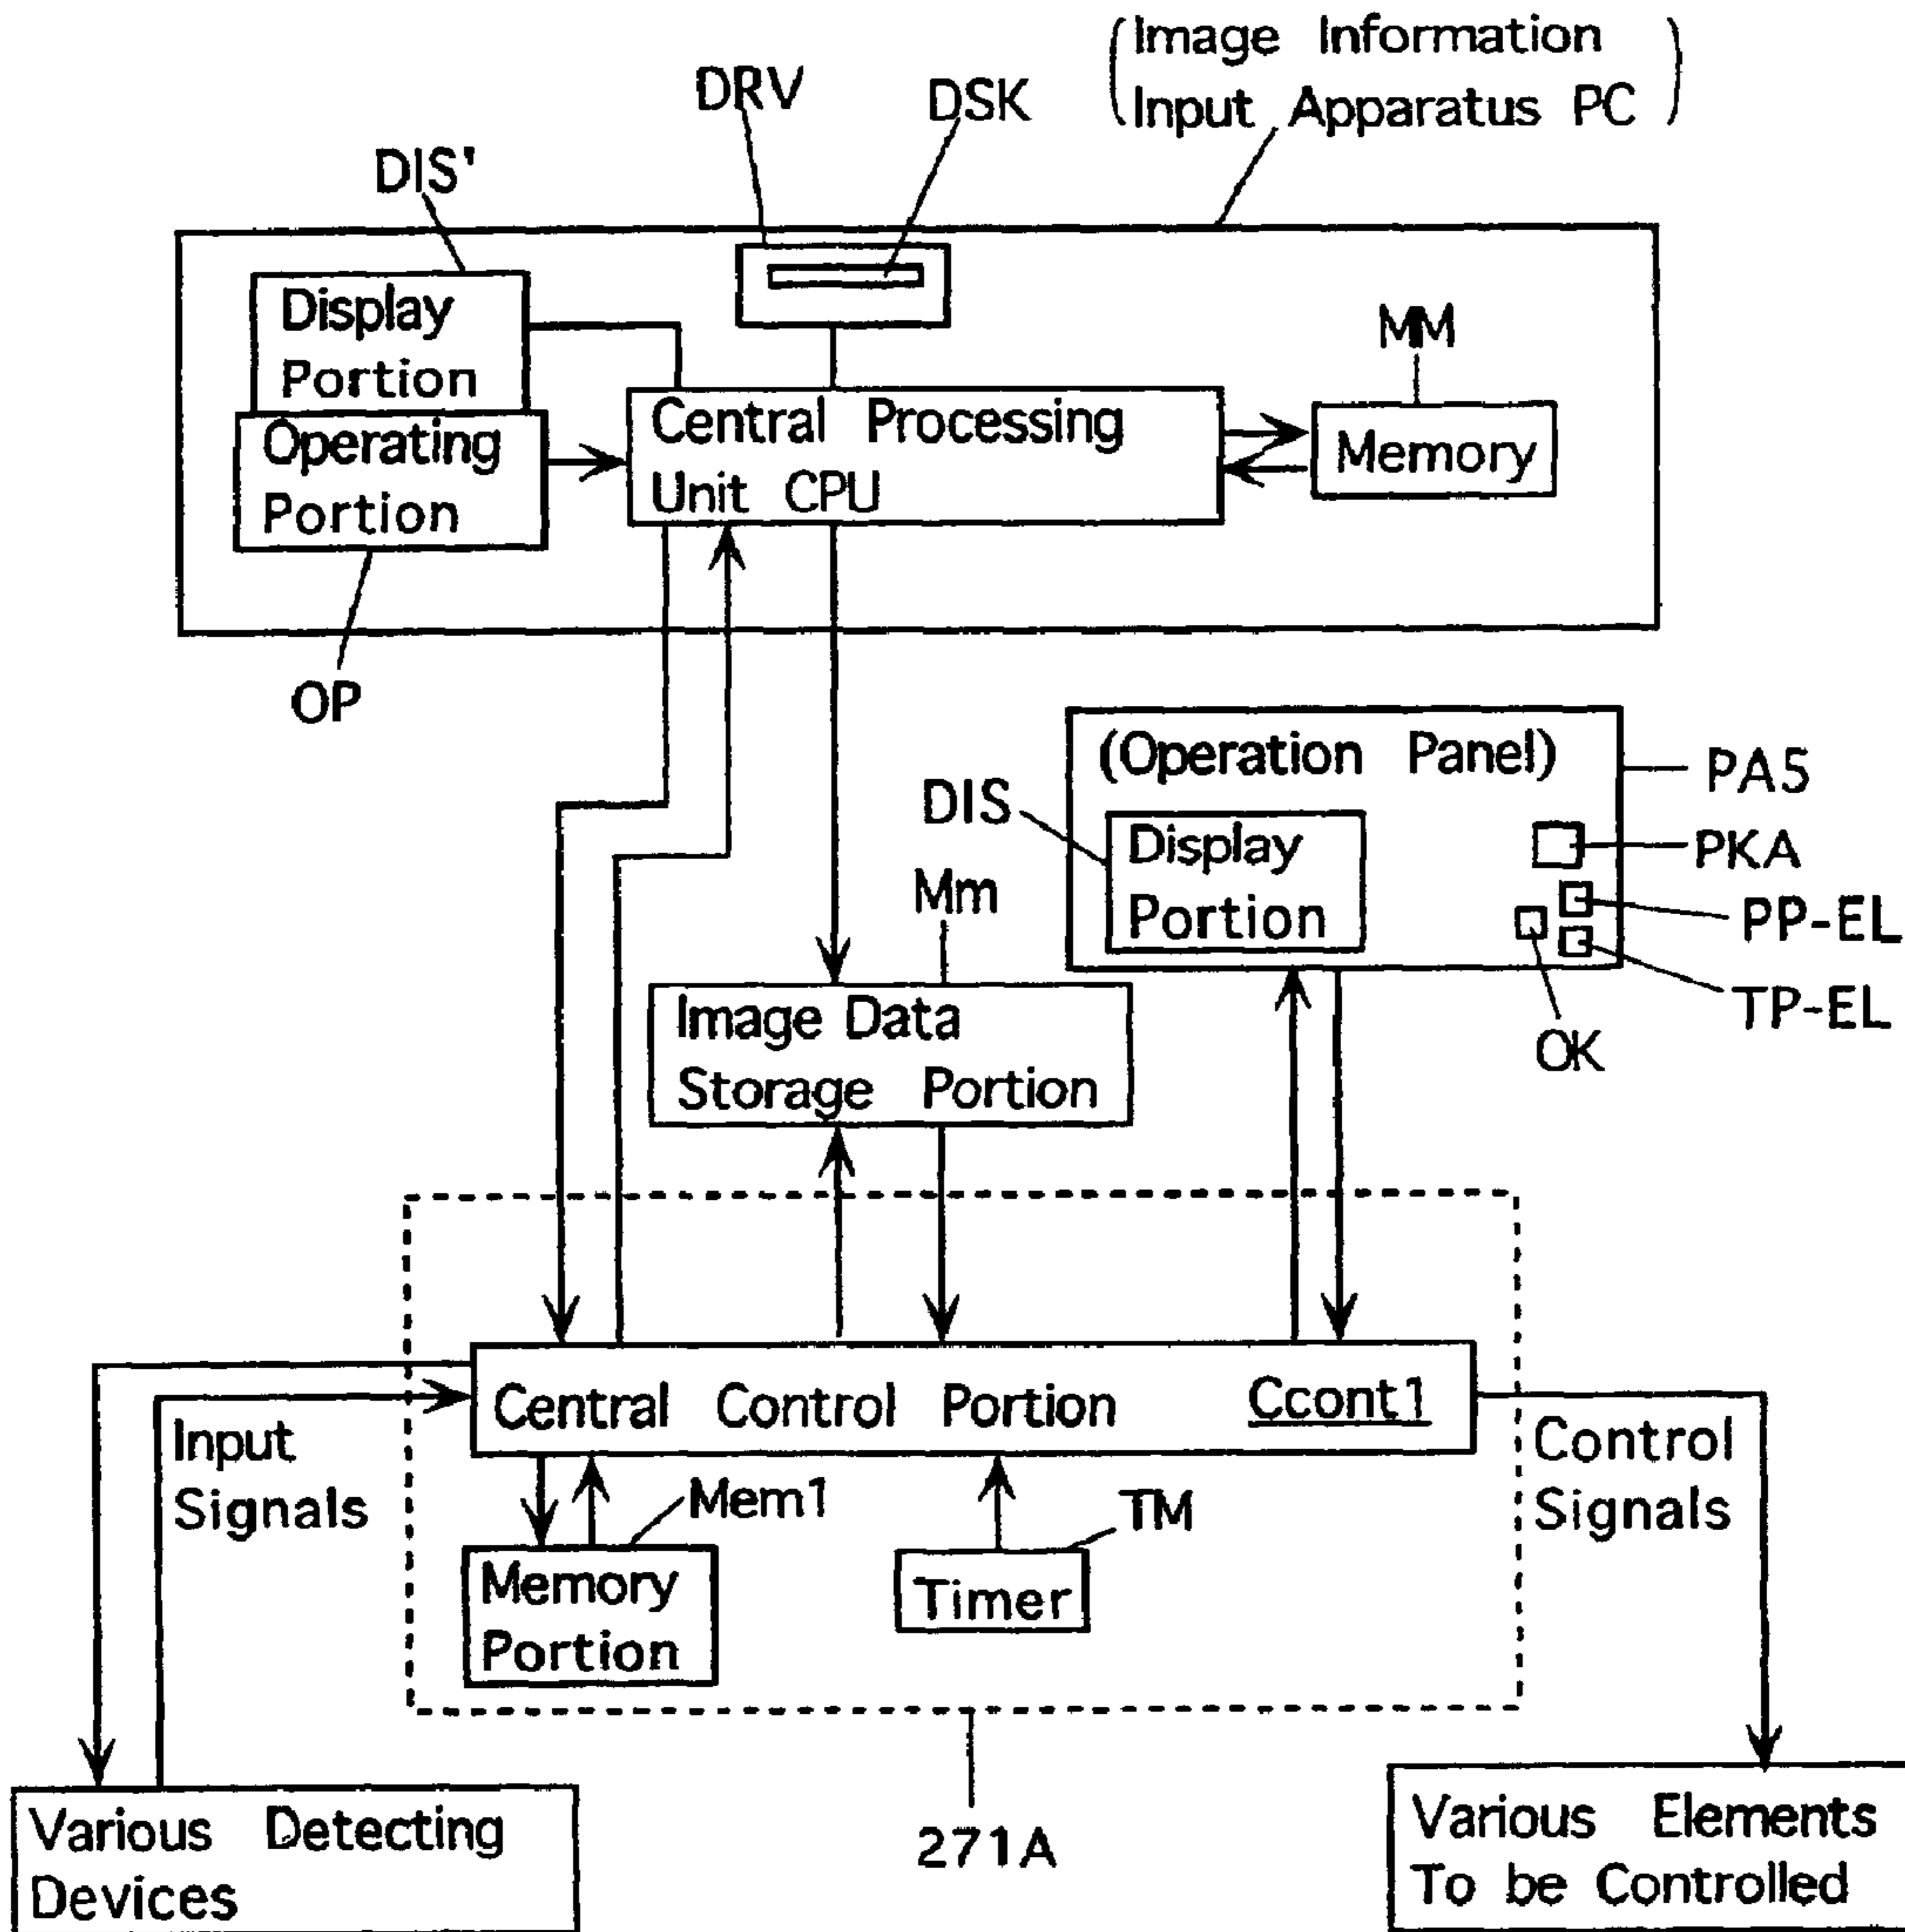 (Image Information
Input Apparatus PC)
DRV
DSK
DIS'
Display
Portion
MM
Central Processing
Unit CPU
Memory
Operating
Portion
OP
(Operation Panel)
PA5
DIS
Display
Portion
PKA
PP-EL
TP-EL
OK
Mm
Image Data
Storage Portion
Central Control Portion Ccont1
Input
Signals
Control
Signals
Mem1
TM
Memory
Portion
Timer
271A
Various Detecting
Devices
Various Elements
To be Controlled